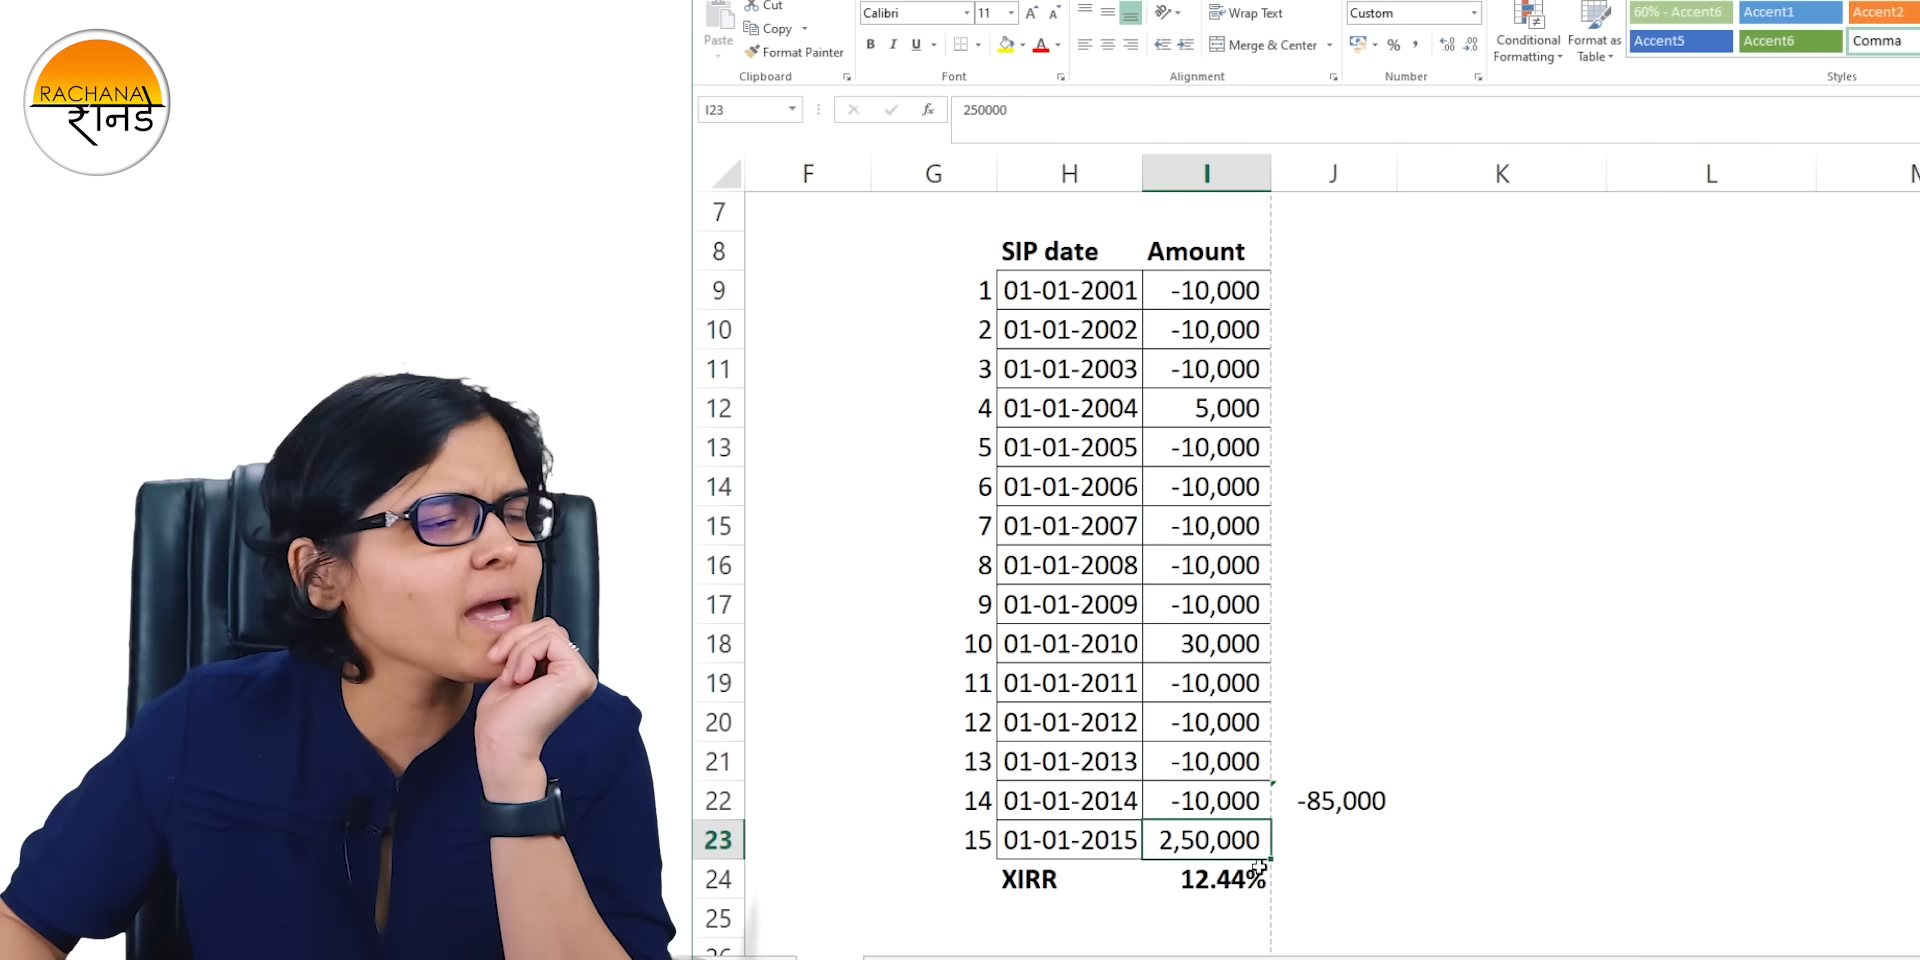 RACHANA
रानडे
Cut
Copy
Format Painter
Paste
Clipboard
Calibri
11
B I U
Font
Wrap Text
Merge & Center
Alignment
Custom
%
Number
Conditional
Formatting
Format as
Table
60% - Accent6
Accent1
Accent2
Accent5
Accent6
Comma
Styles
I23
fx
250000
F G H I J K L
7
8 SIP date Amount
9 1 01-01-2001 -10,000
10 2 01-01-2002 -10,000
11 3 01-01-2003 -10,000
12 4 01-01-2004 5,000
13 5 01-01-2005 -10,000
14 6 01-01-2006 -10,000
15 7 01-01-2007 -10,000
16 8 01-01-2008 -10,000
17 9 01-01-2009 -10,000
18 10 01-01-2010 30,000
19 11 01-01-2011 -10,000
20 12 01-01-2012 -10,000
21 13 01-01-2013 -10,000
22 14 01-01-2014 -10,000 -85,000
23 15 01-01-2015 2,50,000
24 XIRR 12.44%
25